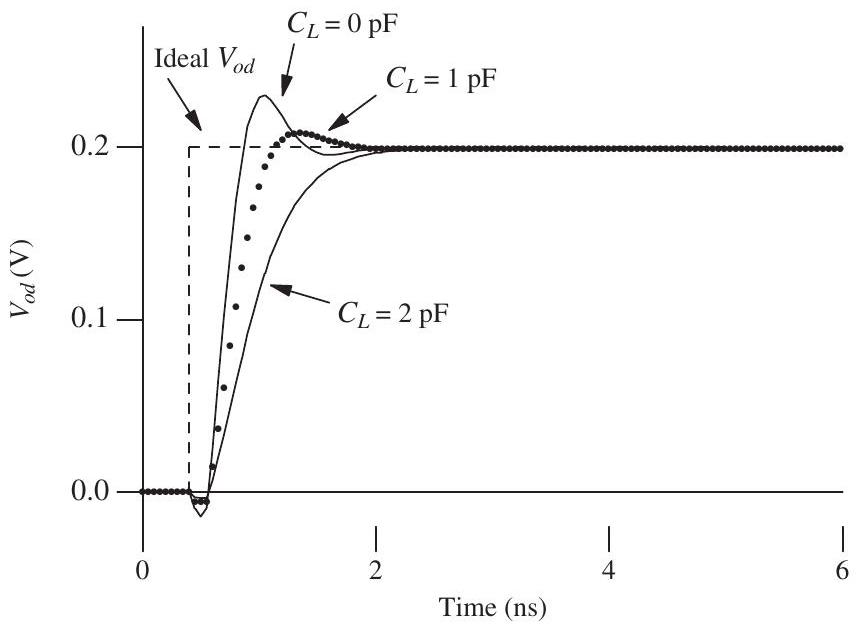 C_L = 0 pF
Ideal V_od
C_L = 1 pF
0.2
V_od (V)
0.1
C_L = 2 pF
0.0
0
2
4
6
Time (ns)